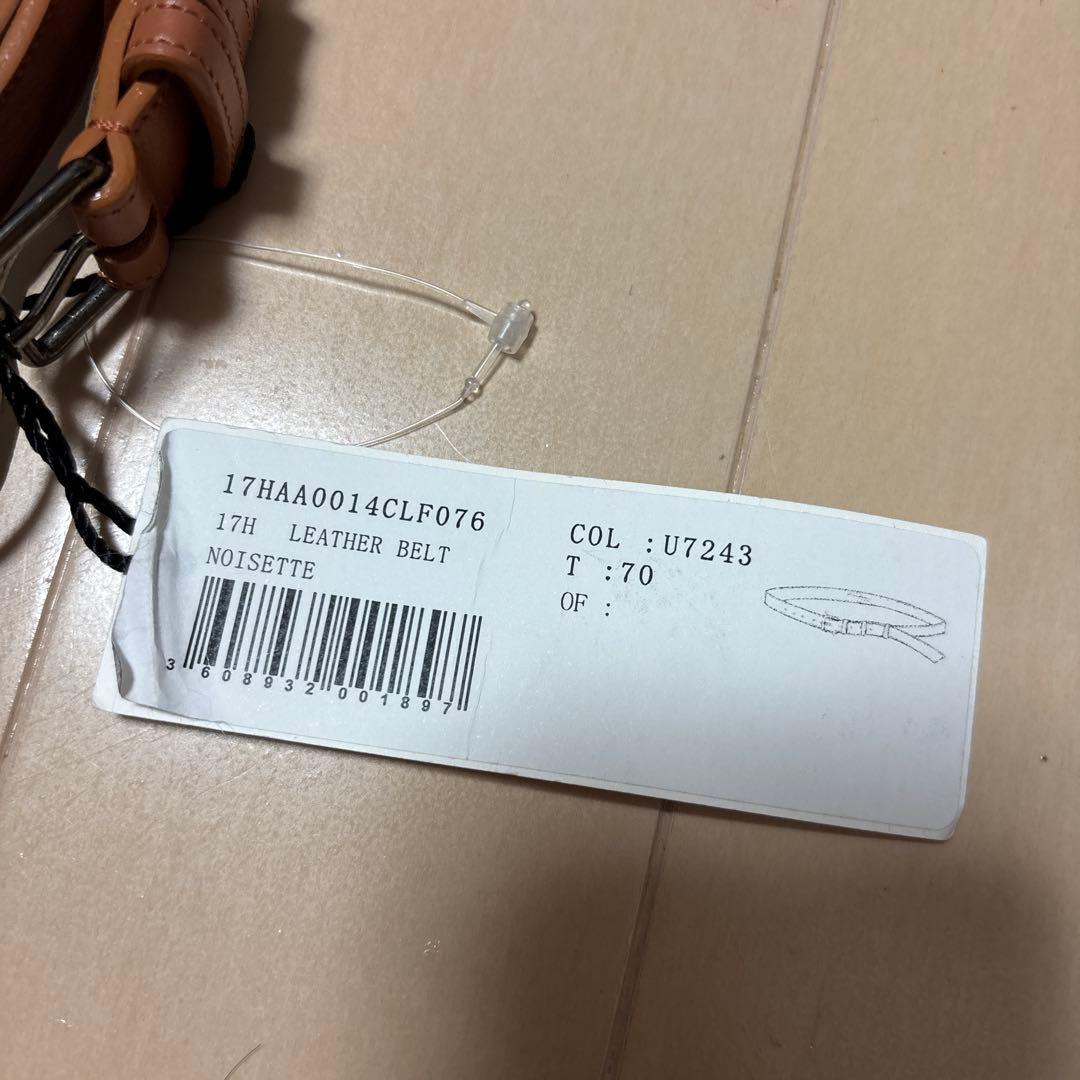 17HAA0014CLF076
17H LEATHER BELT
NOISETTE
3 608932 001897
COL :U7243
T :70
OF :